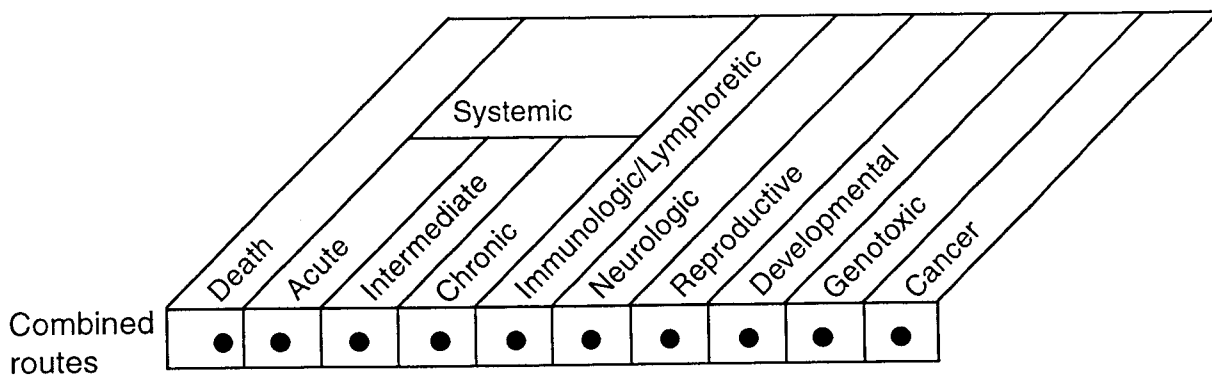 Systemic
Death
Acute
Intermediate
Chronic
Immunologic/Lymphoretic
Neurologic
Reproductive
Developmental
Genotoxic
Cancer
Combined
routes